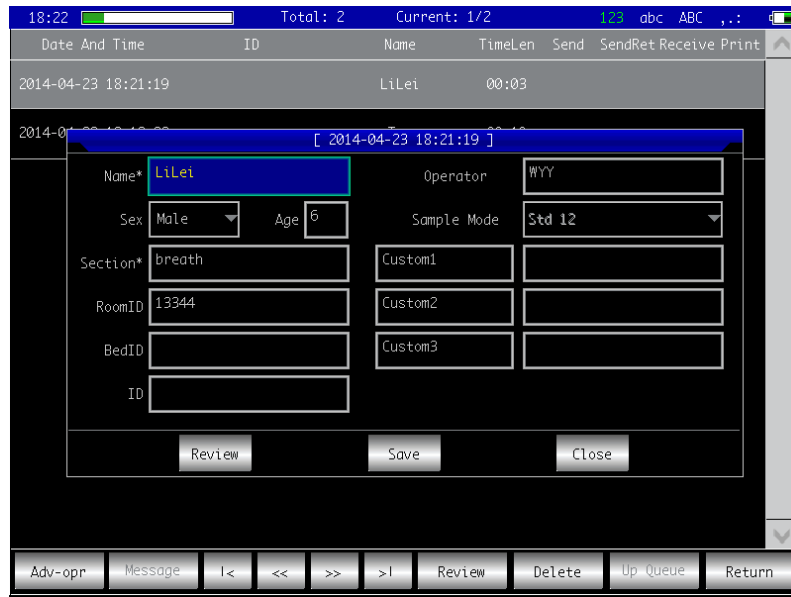 18:22 Total: 2 Current: 1/2 123 abc ABC ,.:
Date And Time ID Name TimeLen Send SendRet Receive Print
2014-04-23 18:21:19 LiLei 00:03
2014-0
[ 2014-04-23 18:21:19 ]
Name* LiLei Operator WYY
Sex Male Age 6 Sample Mode Std 12
Section* breath Custom1
RoomID 13344 Custom2
BedID Custom3
ID
Review Save Close
Adv-opr Message |< << >> >| Review Delete Up Queue Return